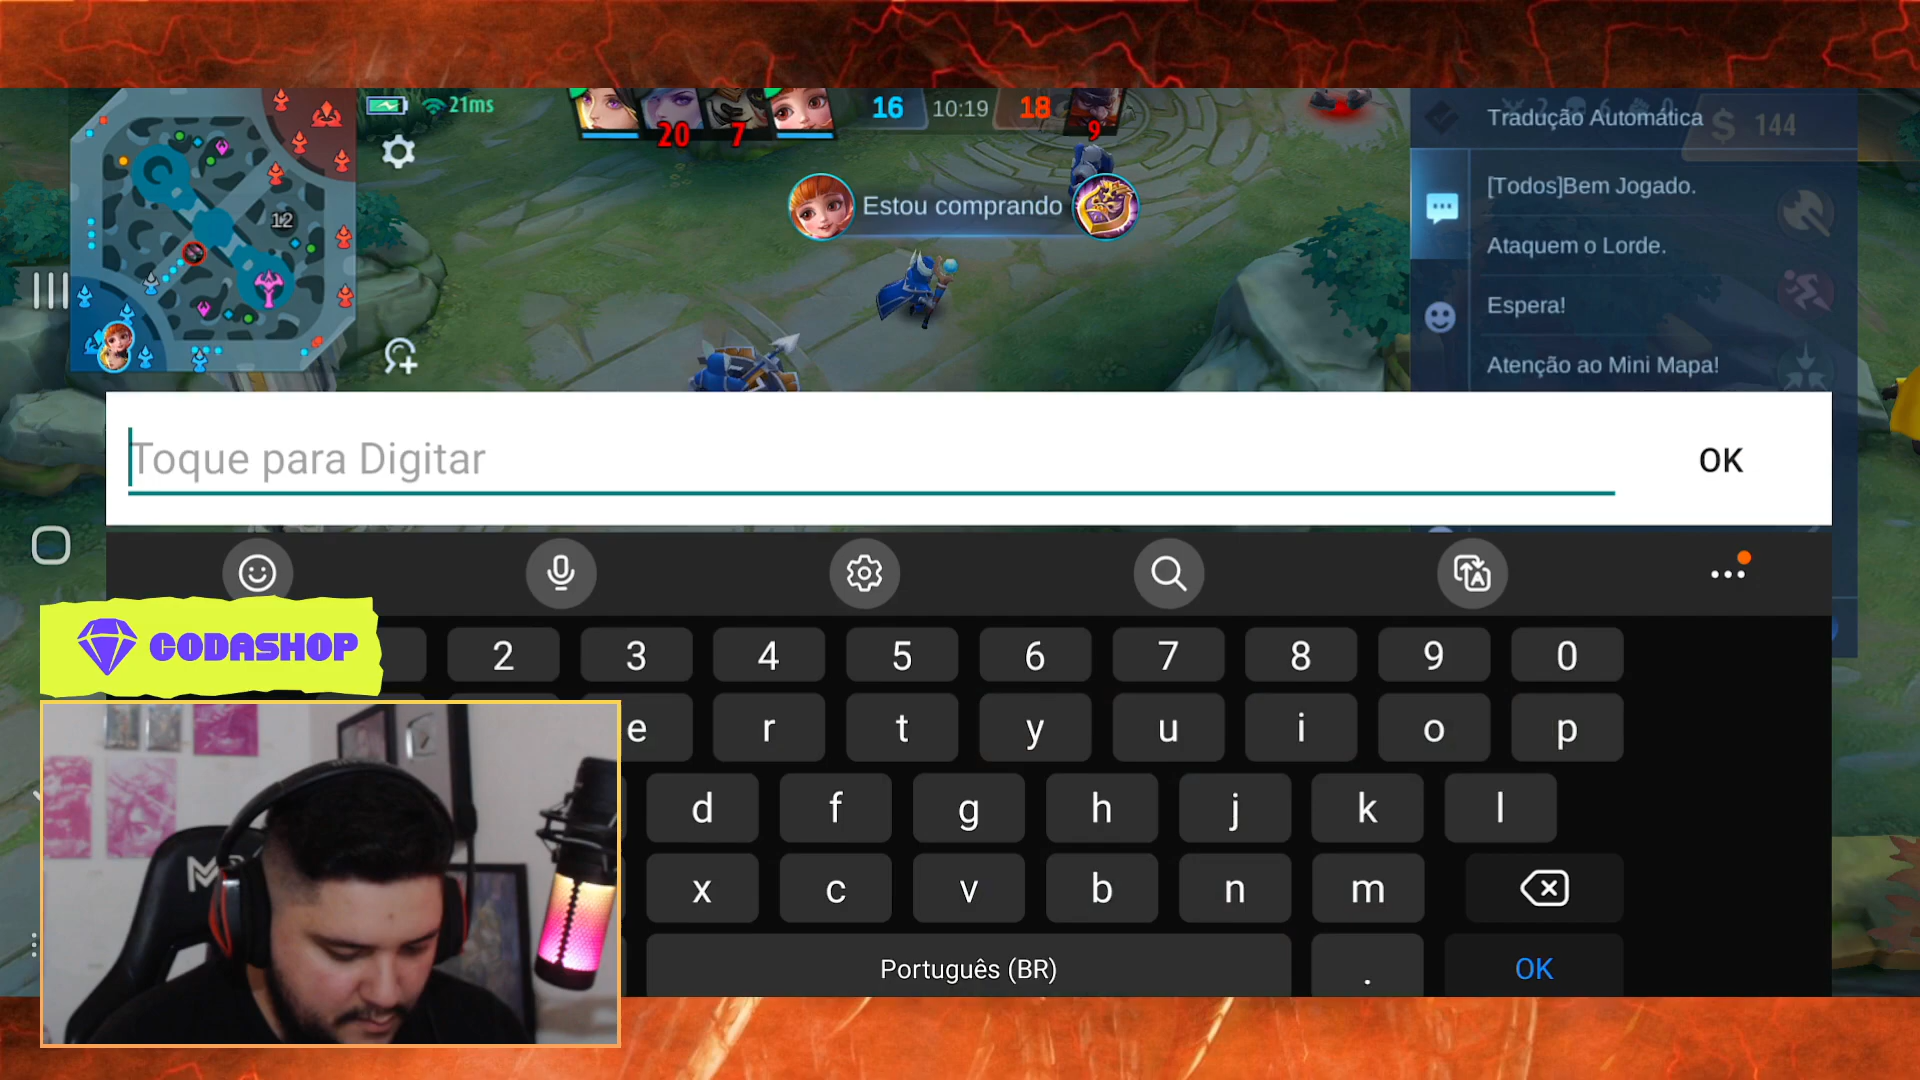 21ms
16 10:19 18
20 7 9
Tradução Automática
$ 144
12
Estou comprando
[Todos]Bem Jogado.
Ataquem o Lorde.
Espera!
Atenção ao Mini Mapa!
Toque para Digitar
OK
CODASHOP
2 3 4 5 6 7 8 9 0
e r t y u i o p
d f g h j k l
x c v b n m
Português (BR)
.
OK